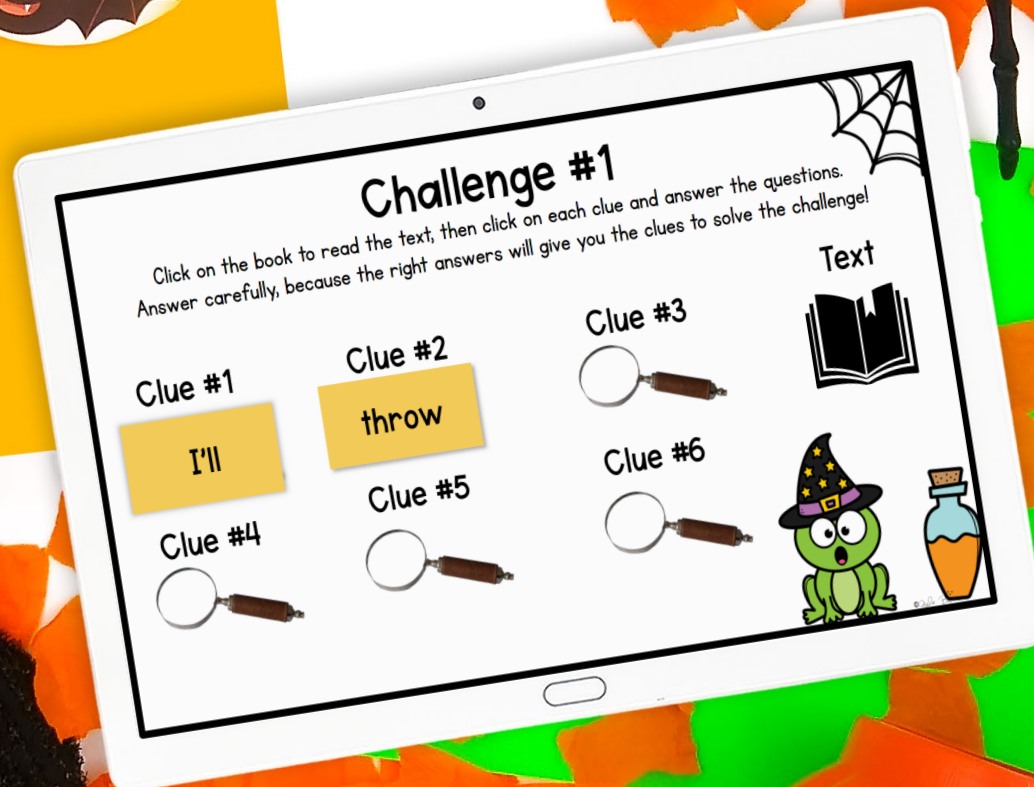 Challenge #1
Click on the book to read the text, then click on each clue and answer the questions.
Answer carefully, because the right answers will give you the clues to solve the challenge!
Text
Clue #1
I'll
Clue #2
throw
Clue #3
Clue #4
Clue #5
Clue #6